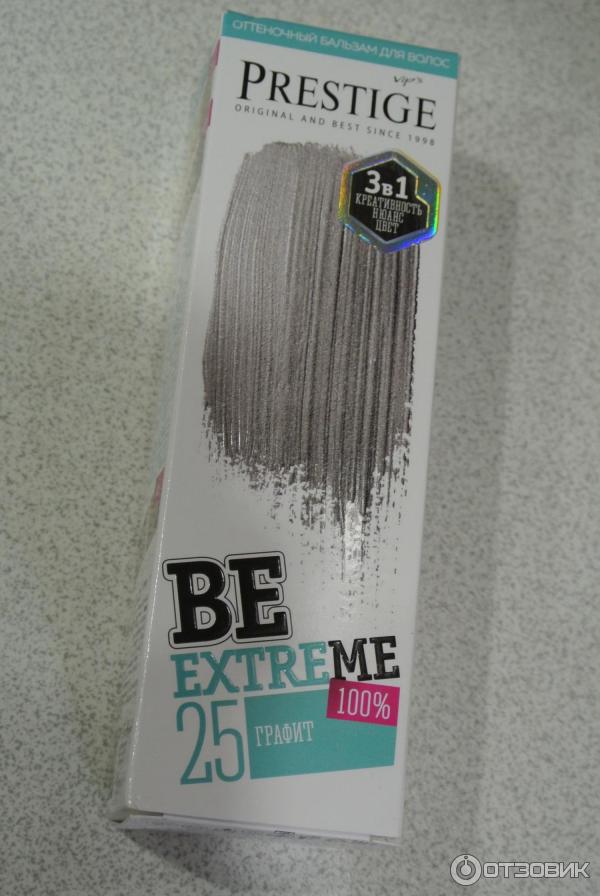 ОТТЕНОЧНЫЙ БАЛЬЗАМ ДЛЯ ВОЛОС
Vip's
PRESTIGE
ORIGINAL AND BEST SINCE 1998
3в1
КРЕАТИВНОСТЬ
НЮАНС
ЦВЕТ
BE
EXTREME
100%
25 ГРАФИТ
ОТЗОВИК